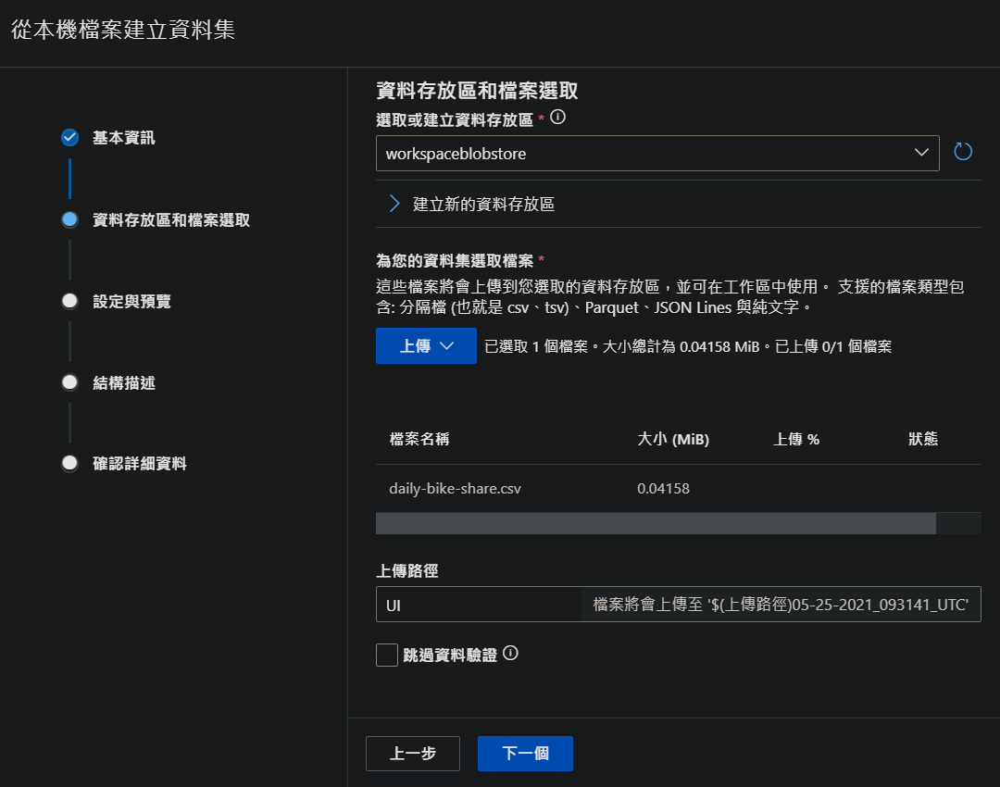 從本機檔案建立資料集
基本資訊
資料存放區和檔案選取
設定與預覽
結構描述
確認詳細資料
資料存放區和檔案選取
選取或建立資料存放區 *
workspaceblobstore
建立新的資料存放區
為您的資料集選取檔案 *
這些檔案將會上傳到您選取的資料存放區，並可在工作區中使用。 支援的檔案類型包
含: 分隔檔 (也就是 csv、tsv)、Parquet、JSON Lines 與純文字。
上傳 已選取 1 個檔案。大小總計為 0.04158 MiB。已上傳 0/1 個檔案
檔案名稱 大小 (MiB) 上傳 % 狀態
daily-bike-share.csv 0.04158
上傳路徑
UI 檔案將會上傳至 '$(上傳路徑)05-25-2021_093141_UTC'
跳過資料驗證
上一步 下一個